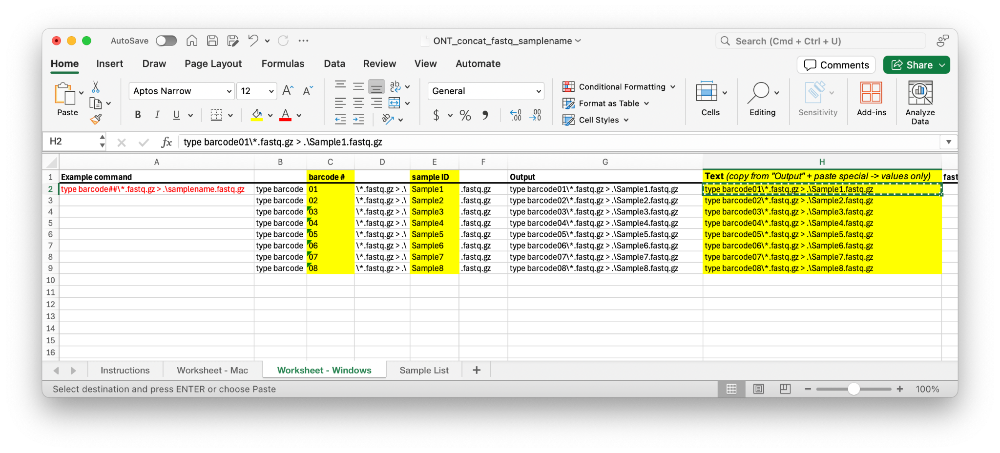 AutoSave
ONT_concat_fastq_samplename
Search (Cmd + Ctrl + U)
Home Insert Draw Page Layout Formulas Data Review View Automate
Comments Share
Paste
Aptos Narrow 12
B I U
General
Conditional Formatting
Format as Table
Cell Styles
Cells
Editing
Sensitivity
Add-ins
Analyze
Data
H2 fx type barcode01\*.fastq.gz > .\Sample1.fastq.gz
A B C D E F G H
1 Example command barcode # sample ID Output Text (copy from "Output" + paste special -> values only) fast
2 type barcode##\*.fastq.gz > .\samplename.fastq.gz type barcode 01 \*.fastq.gz > .\ Sample1 .fastq.gz type barcode01\*.fastq.gz > .\Sample1.fastq.gz type barcode01\*.fastq.gz > .\Sample1.fastq.gz
3 type barcode 02 \*.fastq.gz > .\ Sample2 .fastq.gz type barcode02\*.fastq.gz > .\Sample2.fastq.gz type barcode02\*.fastq.gz > .\Sample2.fastq.gz
4 type barcode 03 \*.fastq.gz > .\ Sample3 .fastq.gz type barcode03\*.fastq.gz > .\Sample3.fastq.gz type barcode03\*.fastq.gz > .\Sample3.fastq.gz
5 type barcode 04 \*.fastq.gz > .\ Sample4 .fastq.gz type barcode04\*.fastq.gz > .\Sample4.fastq.gz type barcode04\*.fastq.gz > .\Sample4.fastq.gz
6 type barcode 05 \*.fastq.gz > .\ Sample5 .fastq.gz type barcode05\*.fastq.gz > .\Sample5.fastq.gz type barcode05\*.fastq.gz > .\Sample5.fastq.gz
7 type barcode 06 \*.fastq.gz > .\ Sample6 .fastq.gz type barcode06\*.fastq.gz > .\Sample6.fastq.gz type barcode06\*.fastq.gz > .\Sample6.fastq.gz
8 type barcode 07 \*.fastq.gz > .\ Sample7 .fastq.gz type barcode07\*.fastq.gz > .\Sample7.fastq.gz type barcode07\*.fastq.gz > .\Sample7.fastq.gz
9 type barcode 08 \*.fastq.gz > .\ Sample8 .fastq.gz type barcode08\*.fastq.gz > .\Sample8.fastq.gz type barcode08\*.fastq.gz > .\Sample8.fastq.gz
10
11
12
13
14
15
16
Instructions Worksheet - Mac Worksheet - Windows Sample List +
Select destination and press ENTER or choose Paste
100%